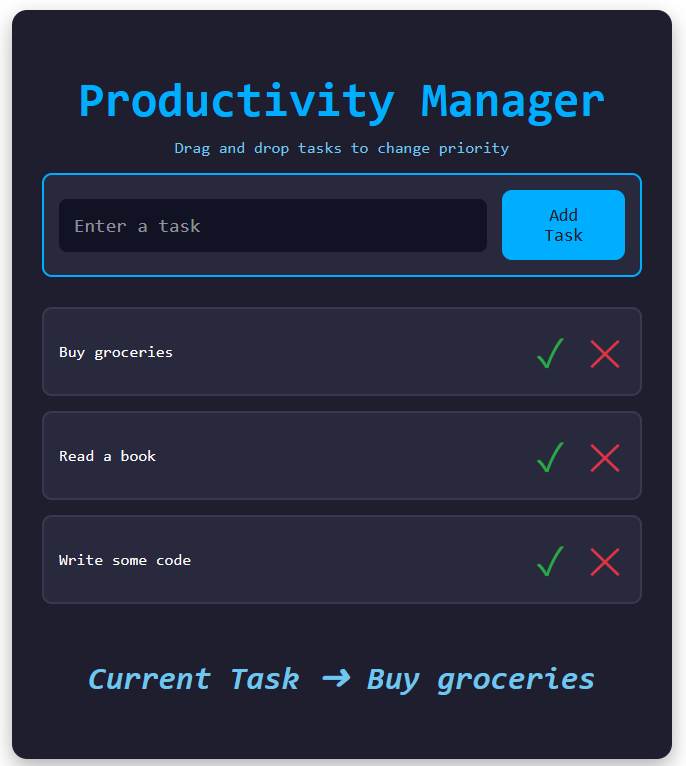 Productivity Manager
Drag and drop tasks to change priority
Enter a task
Add
Task
Buy groceries
✓ ✕
Read a book
✓ ✕
Write some code
✓ ✕
Current Task ➜ Buy groceries